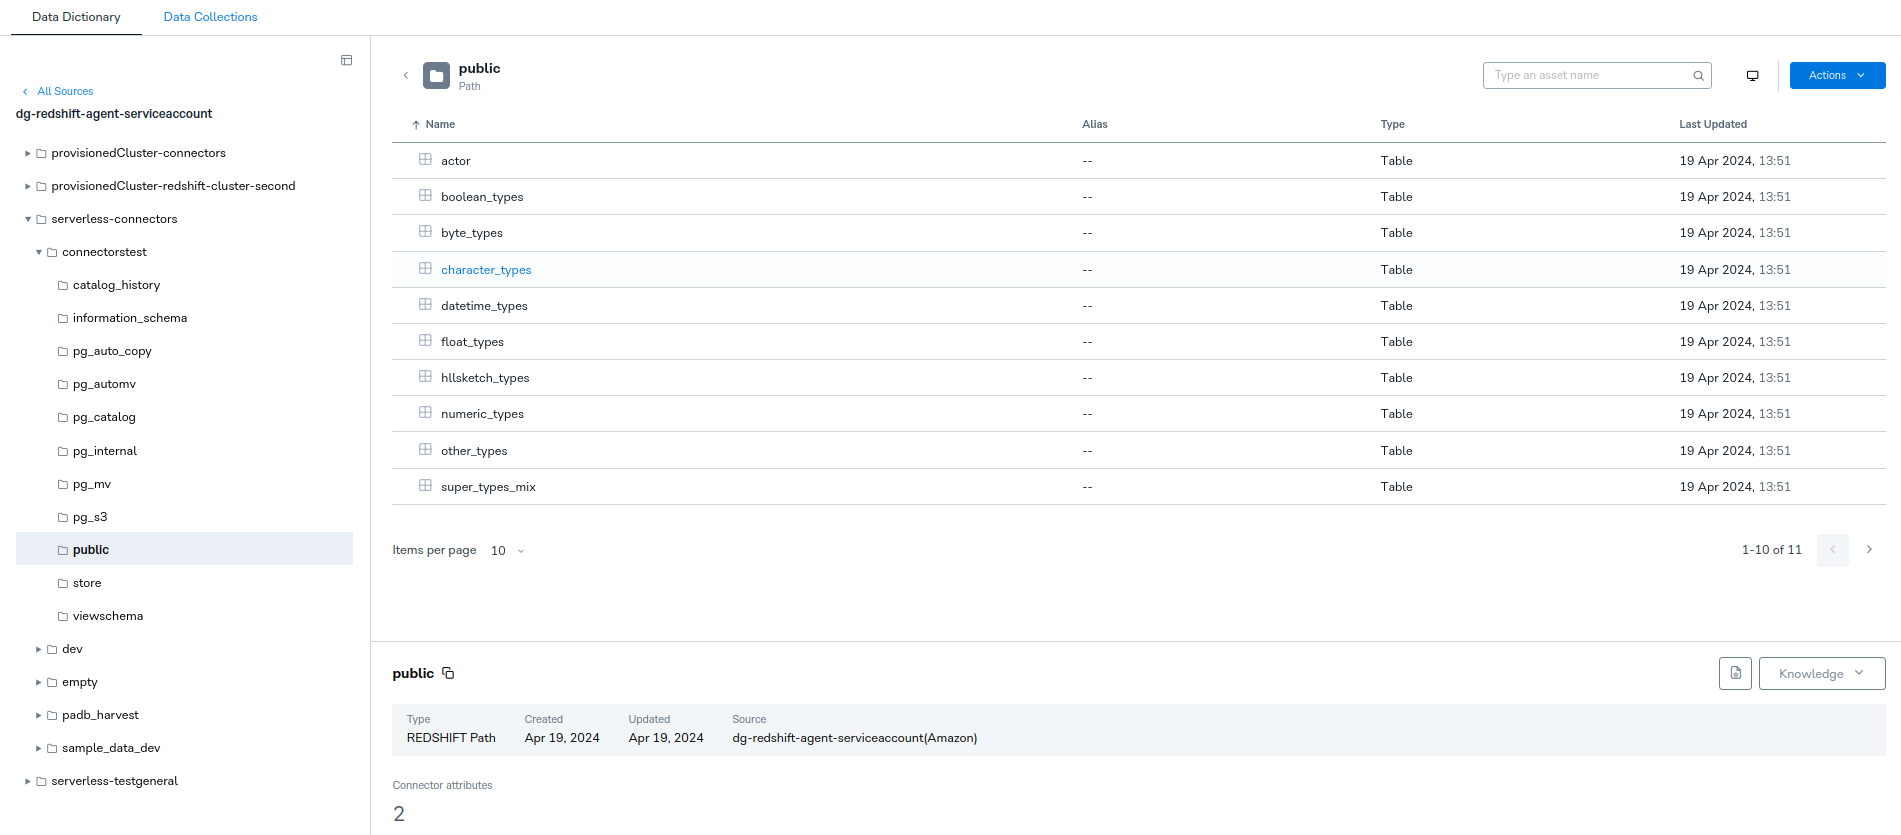 Data Dictionary
Data Collections
All Sources
dg-redshift-agent-serviceaccount
provisionedCluster-connectors
provisionedCluster-redshift-cluster-second
serverless-connectors
connectorstest
catalog_history
information_schema
pg_auto_copy
pg_automv
pg_catalog
pg_internal
pg_mv
pg_s3
public
store
viewschema
dev
empty
padb_harvest
sample_data_dev
serverless-testgeneral
public
Path
Type an asset name
Actions
Name Alias Type Last Updated
actor -- Table 19 Apr 2024, 13:51
boolean_types -- Table 19 Apr 2024, 13:51
byte_types -- Table 19 Apr 2024, 13:51
character_types -- Table 19 Apr 2024, 13:51
datetime_types -- Table 19 Apr 2024, 13:51
float_types -- Table 19 Apr 2024, 13:51
hllsketch_types -- Table 19 Apr 2024, 13:51
numeric_types -- Table 19 Apr 2024, 13:51
other_types -- Table 19 Apr 2024, 13:51
super_types_mix -- Table 19 Apr 2024, 13:51
Items per page 10
1-10 of 11
public
Knowledge
Type Created Updated Source
REDSHIFT Path Apr 19, 2024 Apr 19, 2024 dg-redshift-agent-serviceaccount(Amazon)
Connector attributes
2